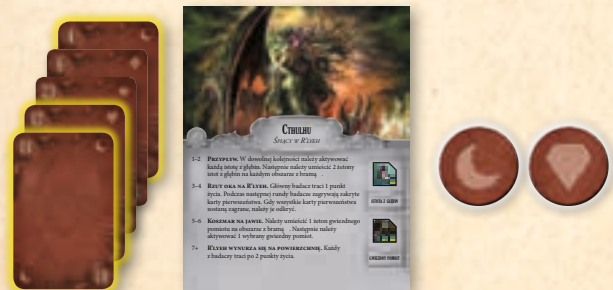 CTHULHU
ŚPIĄCY W R'LYEH
1–2 PRZYPŁYW. W dowolnej kolejności należy aktywować
każdą istotę z głębin. Następnie należy umieścić 2 żetony
istot z głębin na każdym obszarze z bramą .
3–4 RZUT OKA NA R'LYEH. Główny badacz traci 1 punkt
życia. Podczas następnej rundy badacze zagrywają zakryte
karty pierwszeństwa. Gdy wszystkie karty pierwszeństwa
zostaną zagrane, należy je odkryć.
5–6 KOSZMAR NA JAWIE. Należy umieścić 1 żeton gwiezdnego
pomiotu na obszarze z bramą . Następnie należy
aktywować 1 wybrany gwiezdny pomiot.
7+ R'LYEH WYNURZA SIĘ NA POWIERZCHNIĘ. Każdy
z badaczy traci po 2 punkty życia.
ISTOTA Z GŁĘBIN
GWIEZDNY POMIOT